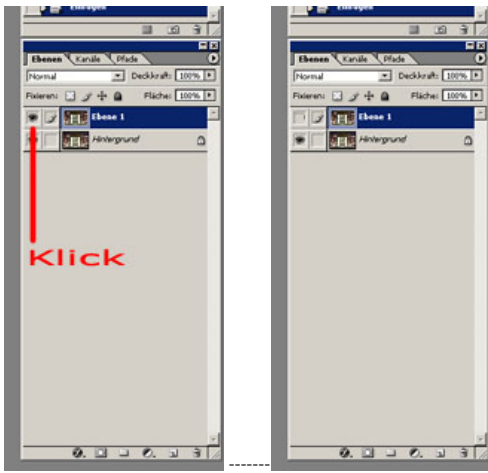 Ebenen Kanäle Pfade
Normal Deckkraft: 100%
Fixieren: Fläche: 100%
Ebene 1
Hintergrund
Klick
Ebenen Kanäle Pfade
Normal Deckkraft: 100%
Fixieren: Fläche: 100%
Ebene 1
Hintergrund
-------